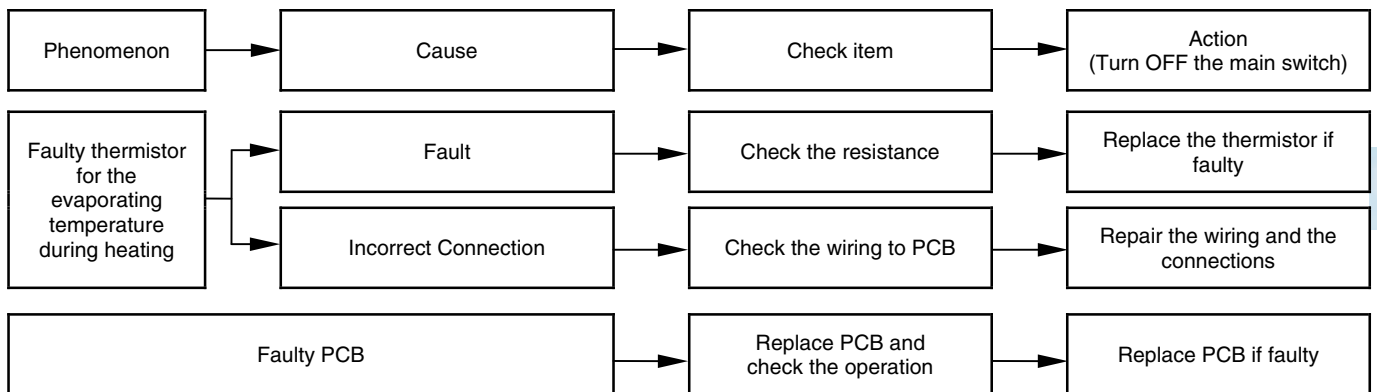 Phenomenon
Cause
Check item
Action
(Turn OFF the main switch)
Faulty thermistor
for the
evaporating
temperature
during heating
Fault
Check the resistance
Replace the thermistor if
faulty
Incorrect Connection
Check the wiring to PCB
Repair the wiring and the
connections
Faulty PCB
Replace PCB and
check the operation
Replace PCB if faulty